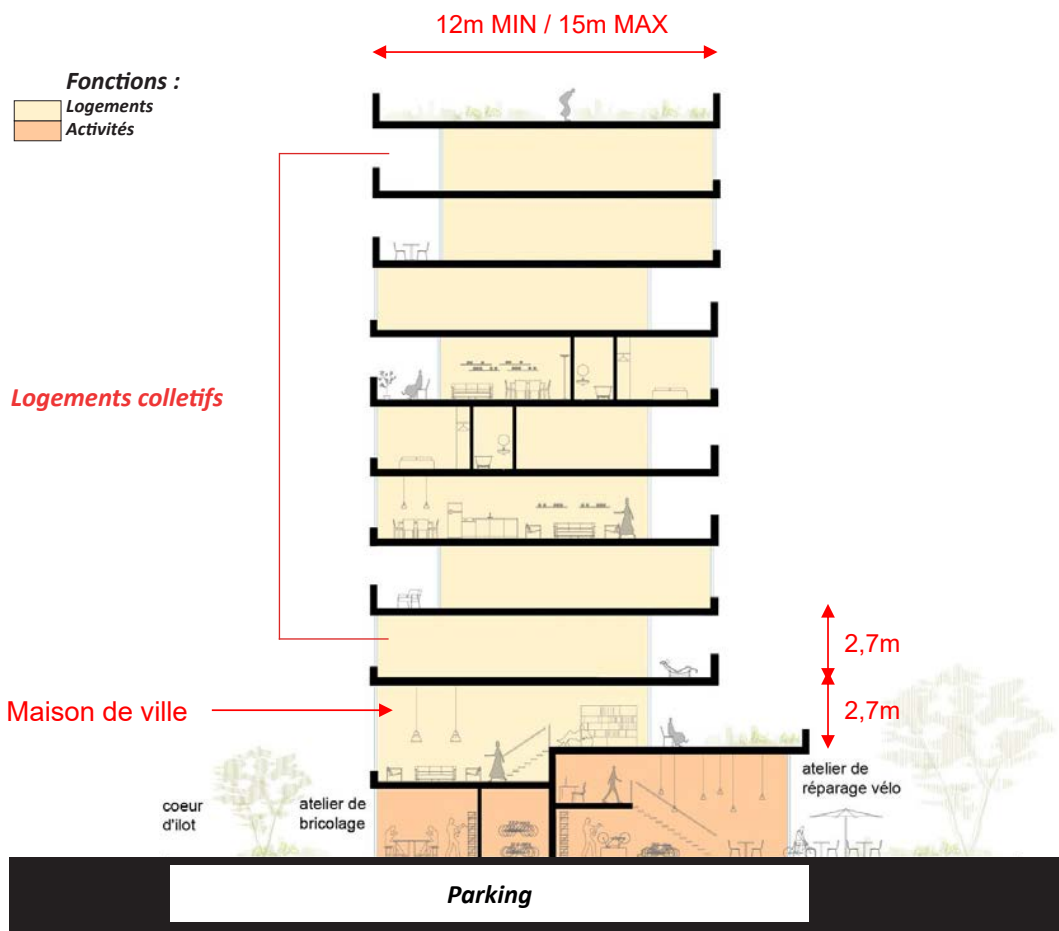 12m MIN / 15m MAX
Fonctions :
Logements
Activités
Logements colletifs
2,7m
2,7m
Maison de ville
coeur
d'ilot
atelier de
bricolage
atelier de
réparage vélo
Parking